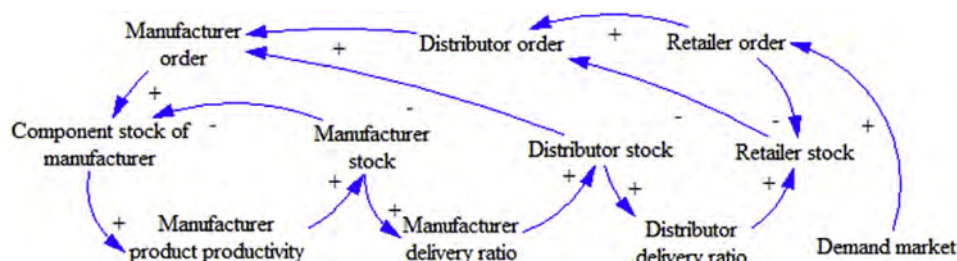 Manufacturer
order
+
Distributor order
+
Retailer order
+
-
-
-
-
+
Component stock of
manufacturer
Manufacturer
stock
Distributor stock
Retailer stock
+
+
+
+
+
+
Manufacturer
product productivity
Manufacturer
delivery ratio
Distributor
delivery ratio
Demand market